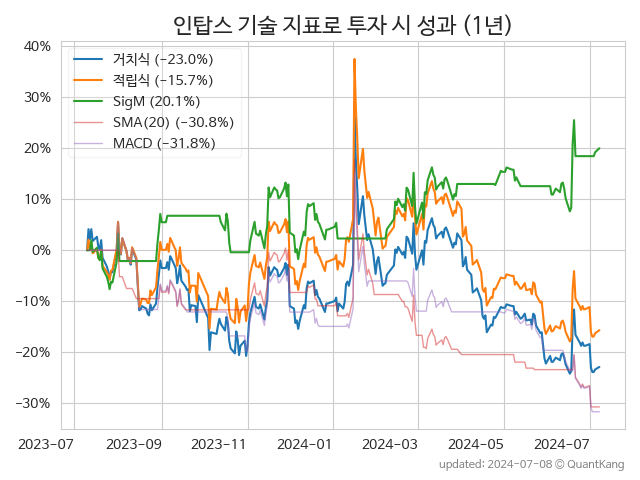 인탑스 기술 지표로 투자 시 성과 (1년)
40%
30%
20%
10%
0%
−10%
−20%
−30%
거치식 (−23.0%)
적립식 (−15.7%)
SigM (20.1%)
SMA(20) (−30.8%)
MACD (−31.8%)
2023-07
2023-09
2023-11
2024-01
2024-03
2024-05
2024-07
updated: 2024-07-08 ⓒ QuantKang